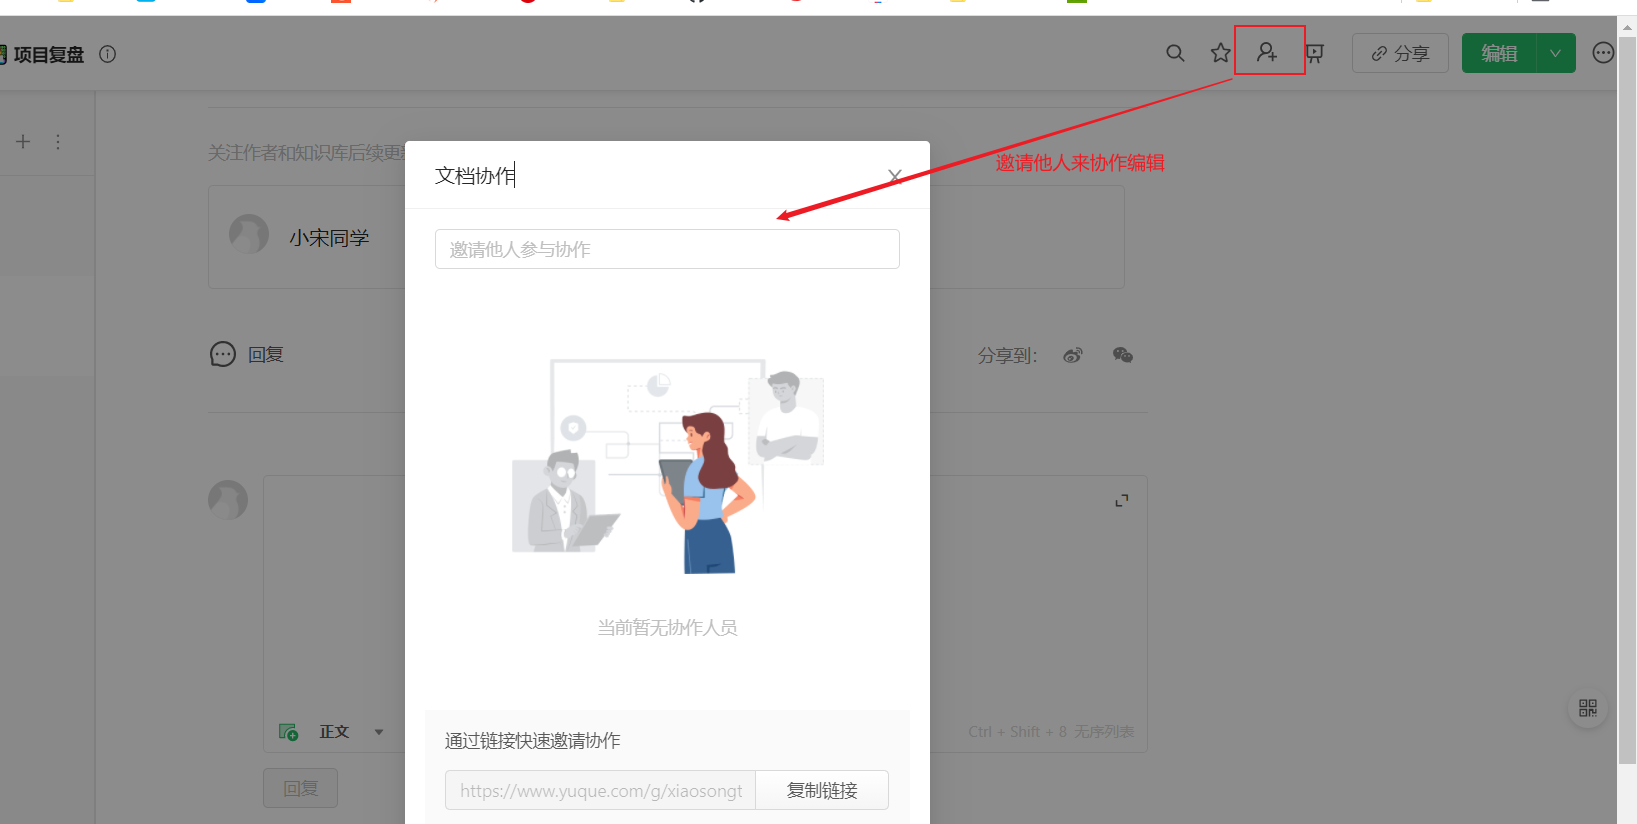 项目复盘
分享
编辑
关注作者和知识库后续更
文档协作
邀请他人来协作编辑
小宋同学
邀请他人参与协作
回复
分享到：
当前暂无协作人员
正文
Ctrl + Shift + 8 无序列表
通过链接快速邀请协作
回复
https://www.yuque.com/g/xiaosongt
复制链接